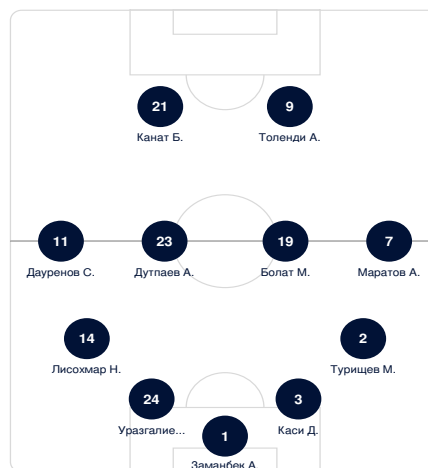 21 9
Канат Б. Толенди А.
11 23 19 7
Дауренов С. Дутпаев А. Болат М. Маратов А.
14 2
Лисохмар Н. Турищев М.
24 3
Уразгалие... Каси Д.
1
Заманбек А.